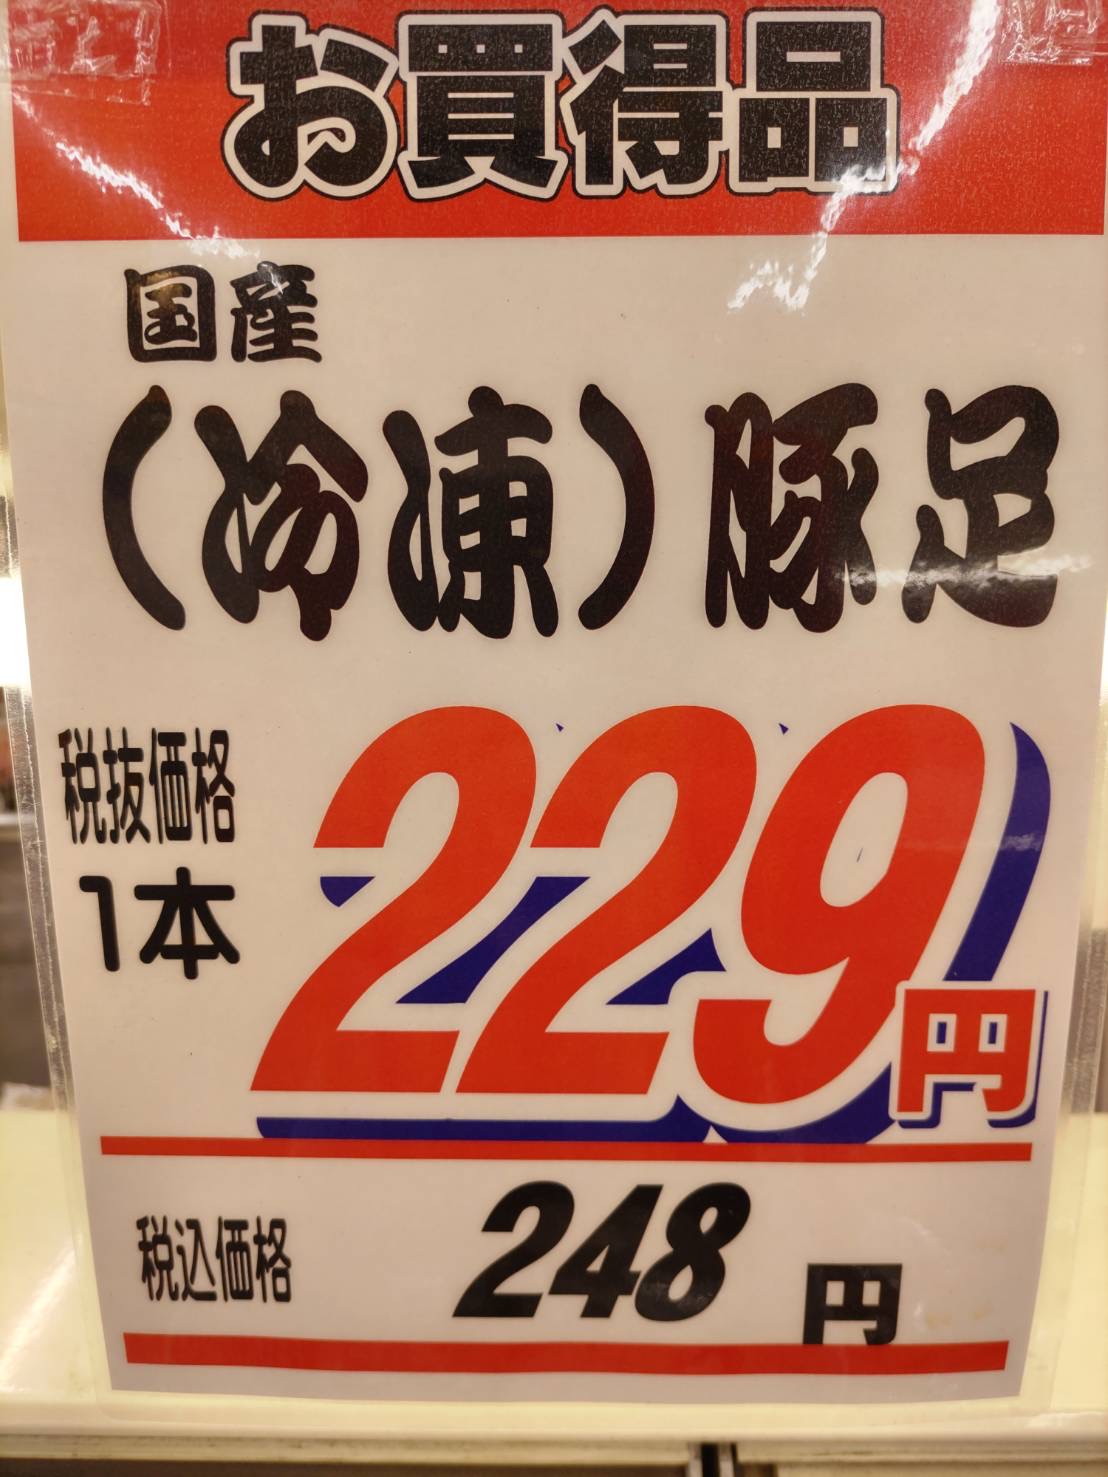 お買得品
国産
(冷凍)豚足
税抜価格
1本
229円
税込価格 248円